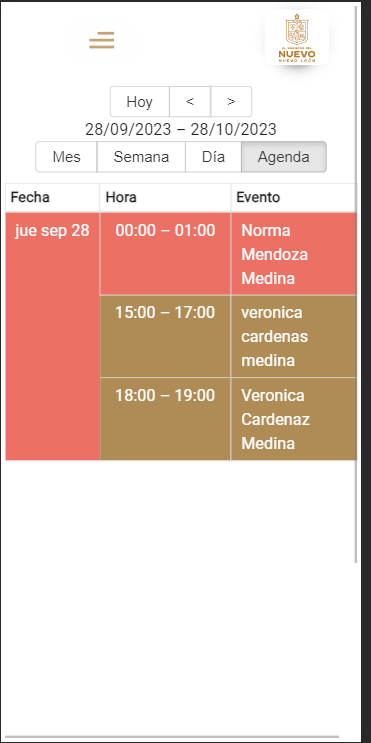 EL GOBIERNO DEL
NUEVO
NUEVO LEÓN
Hoy < >
28/09/2023 – 28/10/2023
Mes Semana Día Agenda
Fecha Hora Evento
jue sep 28 00:00 – 01:00 Norma
Mendoza
Medina
15:00 – 17:00 veronica
cardenas
medina
18:00 – 19:00 Veronica
Cardenaz
Medina